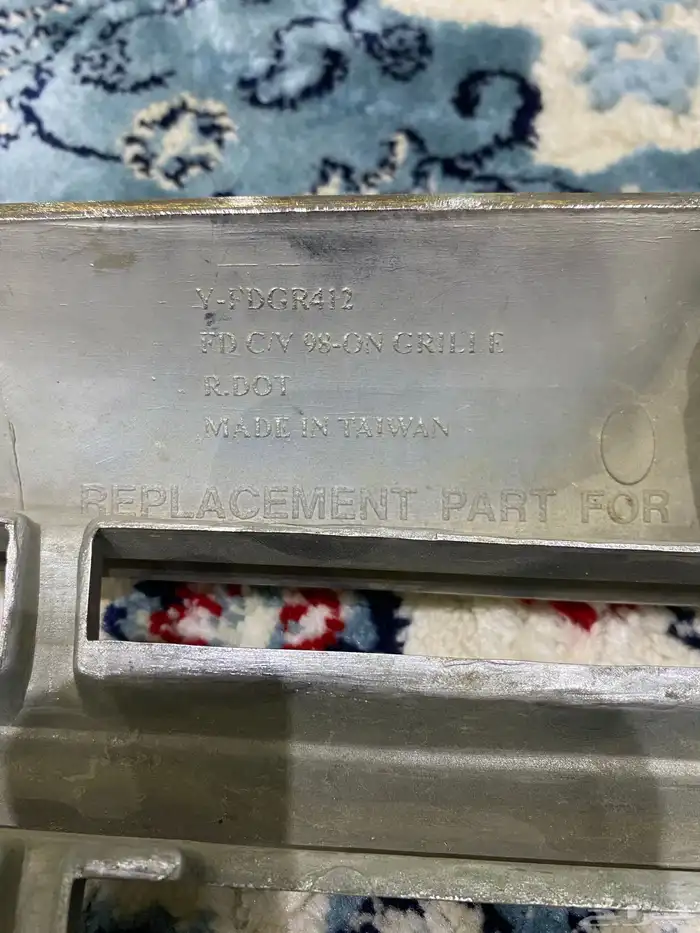 Y-FDGR412
FD C/V 98-ON GRILLE
R.DOT
MADE IN TAIWAN
REPLACEMENT PART FOR